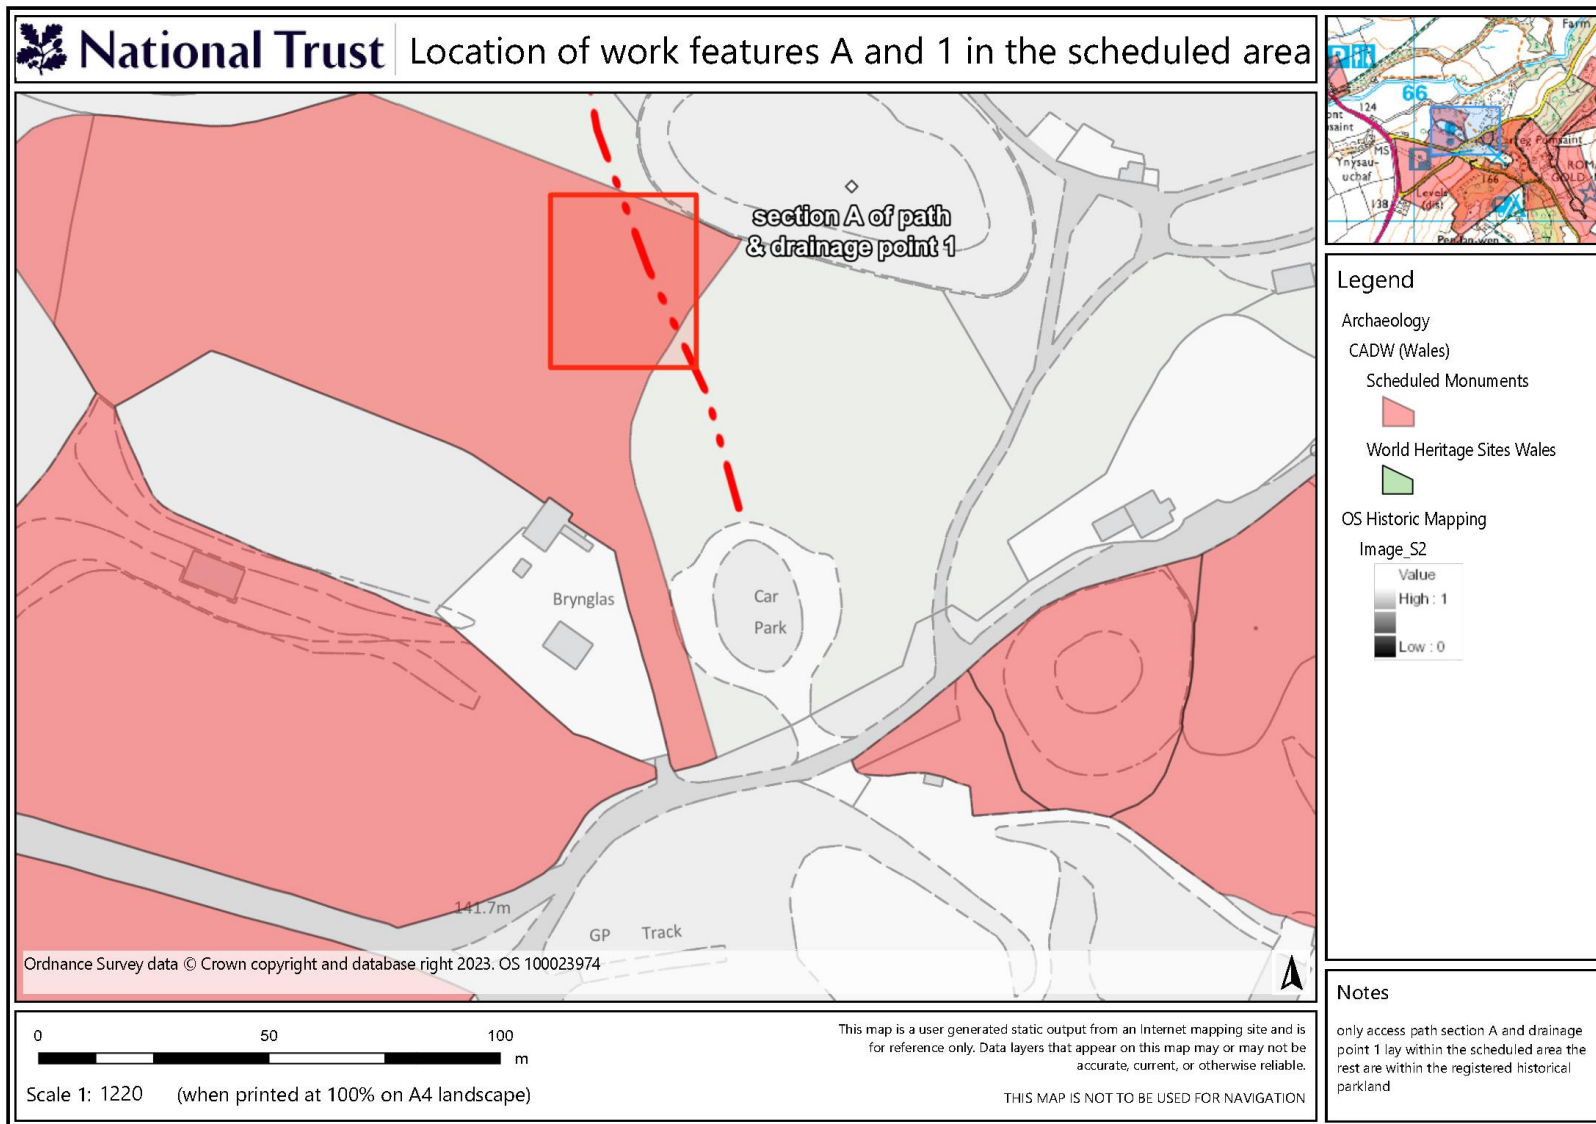 National Trust
Location of work features A and 1 in the scheduled area
section A of path
& drainage point 1
Brynglas
Car
Park
141.7m
GP Track
Ordnance Survey data © Crown copyright and database right 2023. OS 100023974
0 50 100
m
Scale 1: 1220 (when printed at 100% on A4 landscape)
This map is a user generated static output from an Internet mapping site and is
for reference only. Data layers that appear on this map may or may not be
accurate, current, or otherwise reliable.
THIS MAP IS NOT TO BE USED FOR NAVIGATION
Farm
P
66
124
MS
Ynysau-
uchaf
138
Levels
(dis)
166
P
Legend
Archaeology
CADW (Wales)
Scheduled Monuments
World Heritage Sites Wales
OS Historic Mapping
Image_S2
Value
High : 1
Low : 0
Notes
only access path section A and drainage
point 1 lay within the scheduled area the
rest are within the registered historical
parkland